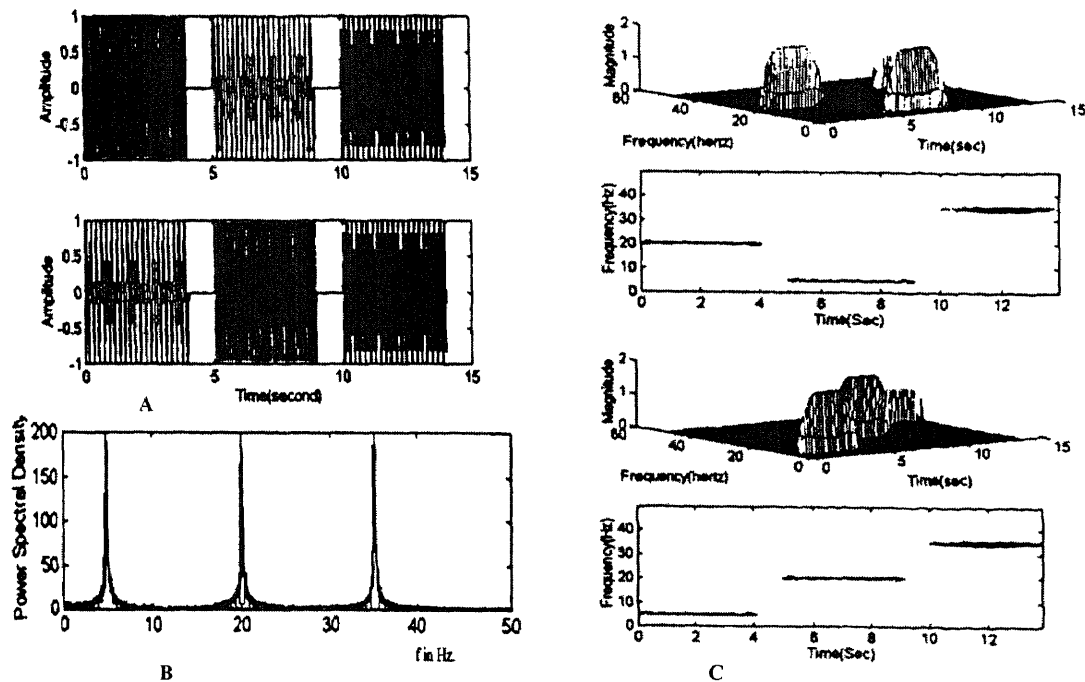 1
0.5
0
-0.5
-1
Amplitude
0 5 10 15
1
0.5
0
-0.5
-1
Amplitude
0 5 10 15
Time(second)
A
200
150
100
50
0
Power Spectral Density
0 10 20 30 40 50
f in Hz.
B
2
1
0
Magnitude
60 40 20 0
Frequency(hertz)
0 5 10 15
Time(sec)
40
30
20
10
0
Frequency(Hz)
0 2 4 6 8 10 12
Time(Sec)
2
1
0
Magnitude
60 40 20 0
Frequency(hertz)
0 5 10 15
Time(sec)
40
30
20
10
0
Frequency(Hz)
0 2 4 6 8 10 12
Time(Sec)
C